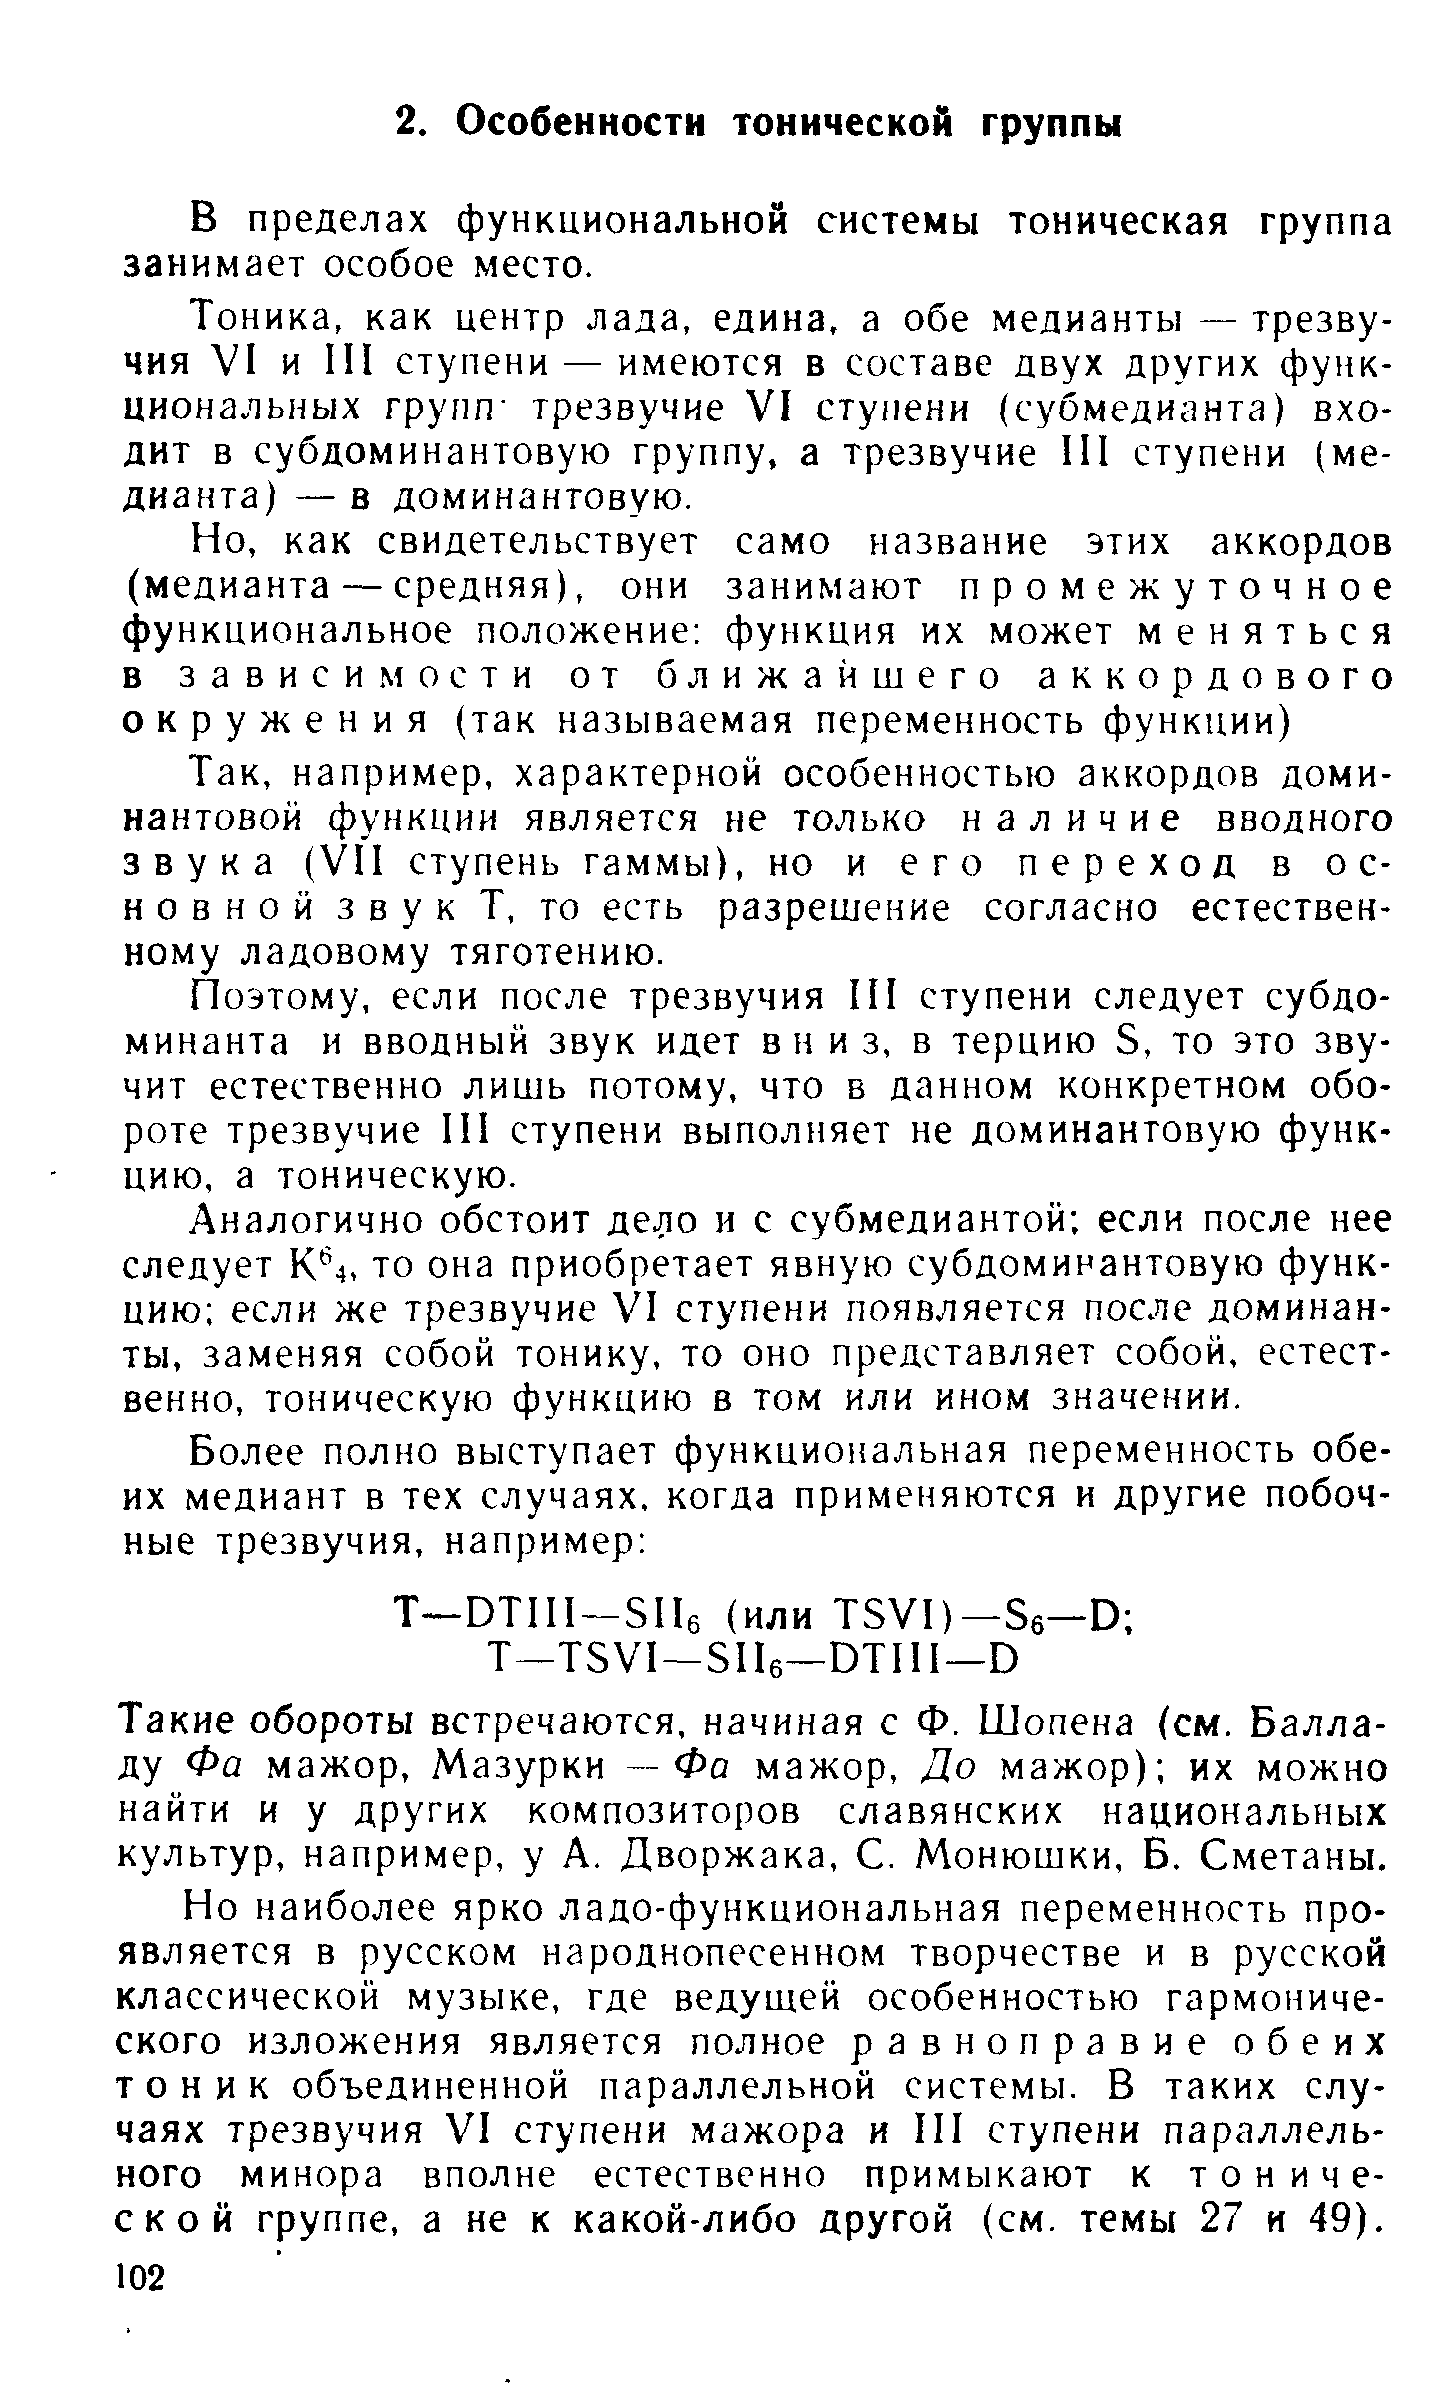 2. Особенности тонической группы
В пределах функциональной системы тоническая группа
занимает особое место.
Тоника, как центр лада, едина, а обе медианты — трезву-
чия VI и III ступени — имеются в составе двух других функ-
циональных групп· трезвучие VI ступени (субмедианта) вхо-
дит в субдоминантовую группу, а трезвучие III ступени (ме-
дианта) — в доминантовую.
Но, как свидетельствует само название этих аккордов
(медианта — средняя), они занимают промежуточное
функциональное положение: функция их может меняться
в зависимости от ближайшего аккордового
окружения (так называемая переменность функции)
Так, например, характерной особенностью аккордов доми-
нантовой функции является не только наличие вводного
звука (VII ступень гаммы), но и его переход в ос-
новной звук Т, то есть разрешение согласно естествен-
ному ладовому тяготению.
Поэтому, если после трезвучия III ступени следует субдо-
минанта и вводный звук идет вниз, в терцию S, то это зву-
чит естественно лишь потому, что в данном конкретном обо-
роте трезвучие III ступени выполняет не доминантовую функ-
цию, а тоническую.
Аналогично обстоит дело и с субмедиантой; если после нее
следует К⁶₄, то она приобретает явную субдоминантовую функ-
цию; если же трезвучие VI ступени появляется после доминан-
ты, заменяя собой тонику, то оно представляет собой, естест-
венно, тоническую функцию в том или ином значении.
Более полно выступает функциональная переменность обе-
их медиант в тех случаях, когда применяются и другие побоч-
ные трезвучия, например:
T—DTIII—SII₆ (или TSVI)—S₆—D;
T—TSVI—SII₆—DTIII—D
Такие обороты встречаются, начиная с Ф. Шопена (см. Балла-
ду Фа мажор, Мазурки — Фа мажор, До мажор); их можно
найти и у других композиторов славянских национальных
культур, например, у А. Дворжака, С. Монюшки, Б. Сметаны.
Но наиболее ярко ладо-функциональная переменность про-
является в русском народнопесенном творчестве и в русской
классической музыке, где ведущей особенностью гармониче-
ского изложения является полное равноправие обеих
тоник объединенной параллельной системы. В таких слу-
чаях трезвучия VI ступени мажора и III ступени параллель-
ного минора вполне естественно примыкают к тониче-
ской группе, а не к какой-либо другой (см. темы 27 и 49).
102